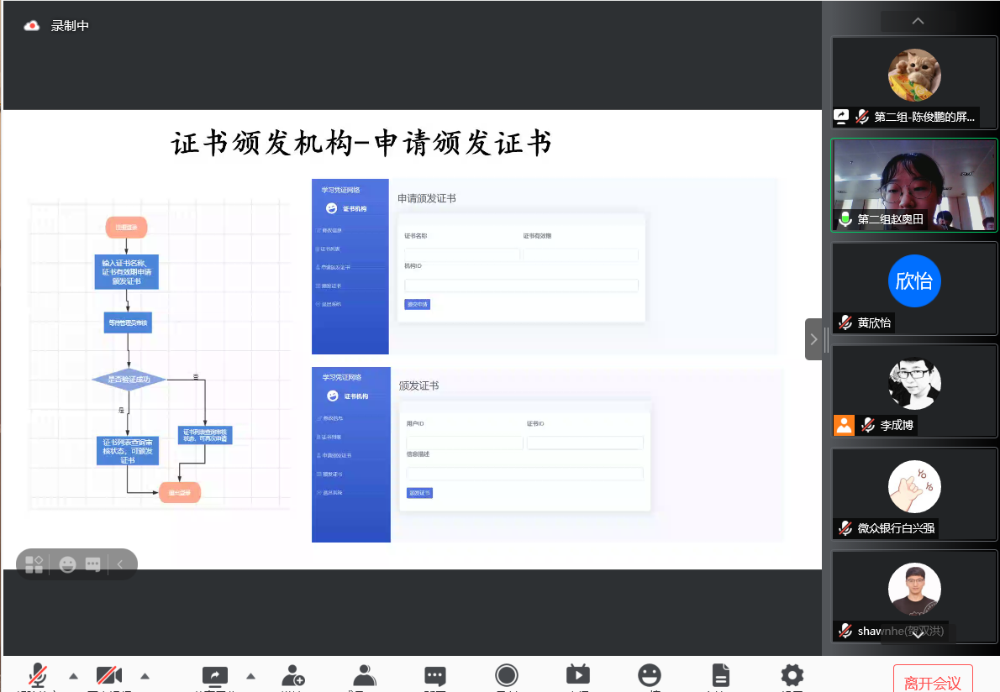 录制中
证书颁发机构-申请颁发证书
注册登录
输入证书名称、
证书有效期申请
颁发证书
等待管理员审核
是否验证成功
否
是
证书列表查询审核
状态，可再次申请
证书列表查询审
核状态，可颁发
证书
退出登录
学习凭证网络
证书机构
修改信息
证书列表
申请颁发证书
颁发证书
退出系统
申请颁发证书
证书名称
证书有效期
机构ID
提交申请
学习凭证网络
证书机构
修改信息
证书列表
申请颁发证书
颁发证书
退出系统
颁发证书
用户ID
证书ID
信息描述
颁发证书
第二组-陈俊鹏的屏...
第二组赵奥田
欣怡
黄欣怡
李成博
YO
YO
微众银行白兴强
shawnhe(贺双洪)
离开会议